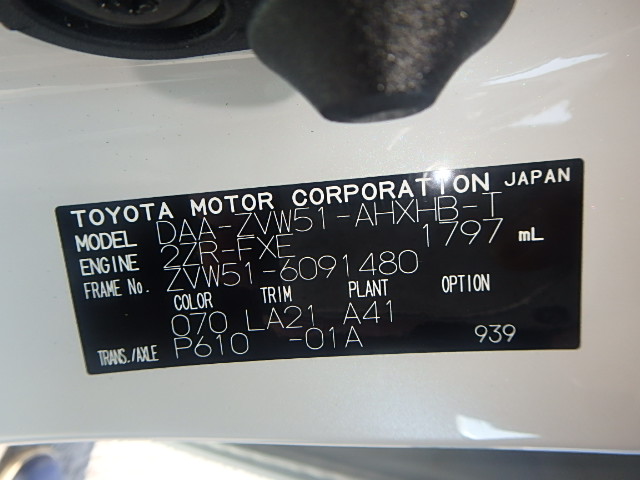 TOYOTA MOTOR CORPORATION JAPAN
MODEL DAA-ZVW51-AHXHB-T
ENGINE 2ZR-FXE 1797 mL
FRAME No. ZVW51-6091480
COLOR TRIM PLANT OPTION
070 LA21 A41
TRANS./AXLE P610 -01A 939